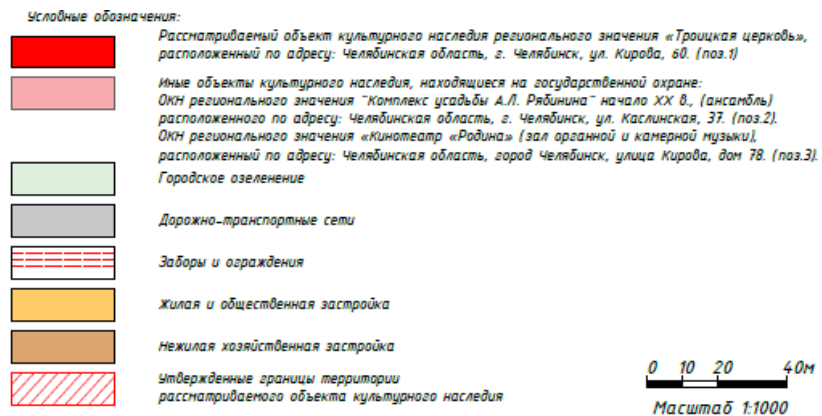 Условные обозначения:
Рассматриваемый объект культурного наследия регионального значения «Троицкая церковь»,
расположенный по адресу: Челябинская область, г. Челябинск, ул. Кирова, 60. (поз.1)
Иные объекты культурного наследия, находящиеся на государственной охране:
ОКН регионального значения "Комплекс усадьбы А.Л. Рябинина" начало XX в., (ансамбль)
расположенного по адресу: Челябинская область, г. Челябинск, ул. Каслинская, 37. (поз.2).
ОКН регионального значения «Кинотеатр «Родина» (зал органной и камерной музыки),
расположенный по адресу: Челябинская область, город Челябинск, улица Кирова, дом 78. (поз.3).
Городское озеленение
Дорожно-транспортные сети
Заборы и ограждения
Жилая и общественная застройка
Нежилая хозяйственная застройка
Утвержденные границы территории
рассматриваемого объекта культурного наследия
0 10 20 40м
Масштаб 1:1000